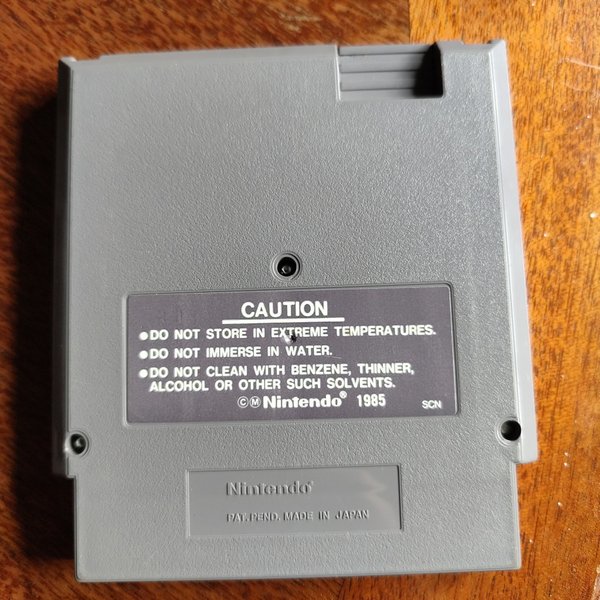 CAUTION
●DO NOT STORE IN EXTREME TEMPERATURES.
●DO NOT IMMERSE IN WATER.
●DO NOT CLEAN WITH BENZENE, THINNER,
ALCOHOL OR OTHER SUCH SOLVENTS.
©Ⓜ Nintendo® 1985 SCN
Nintendo®
PAT. PEND. MADE IN JAPAN